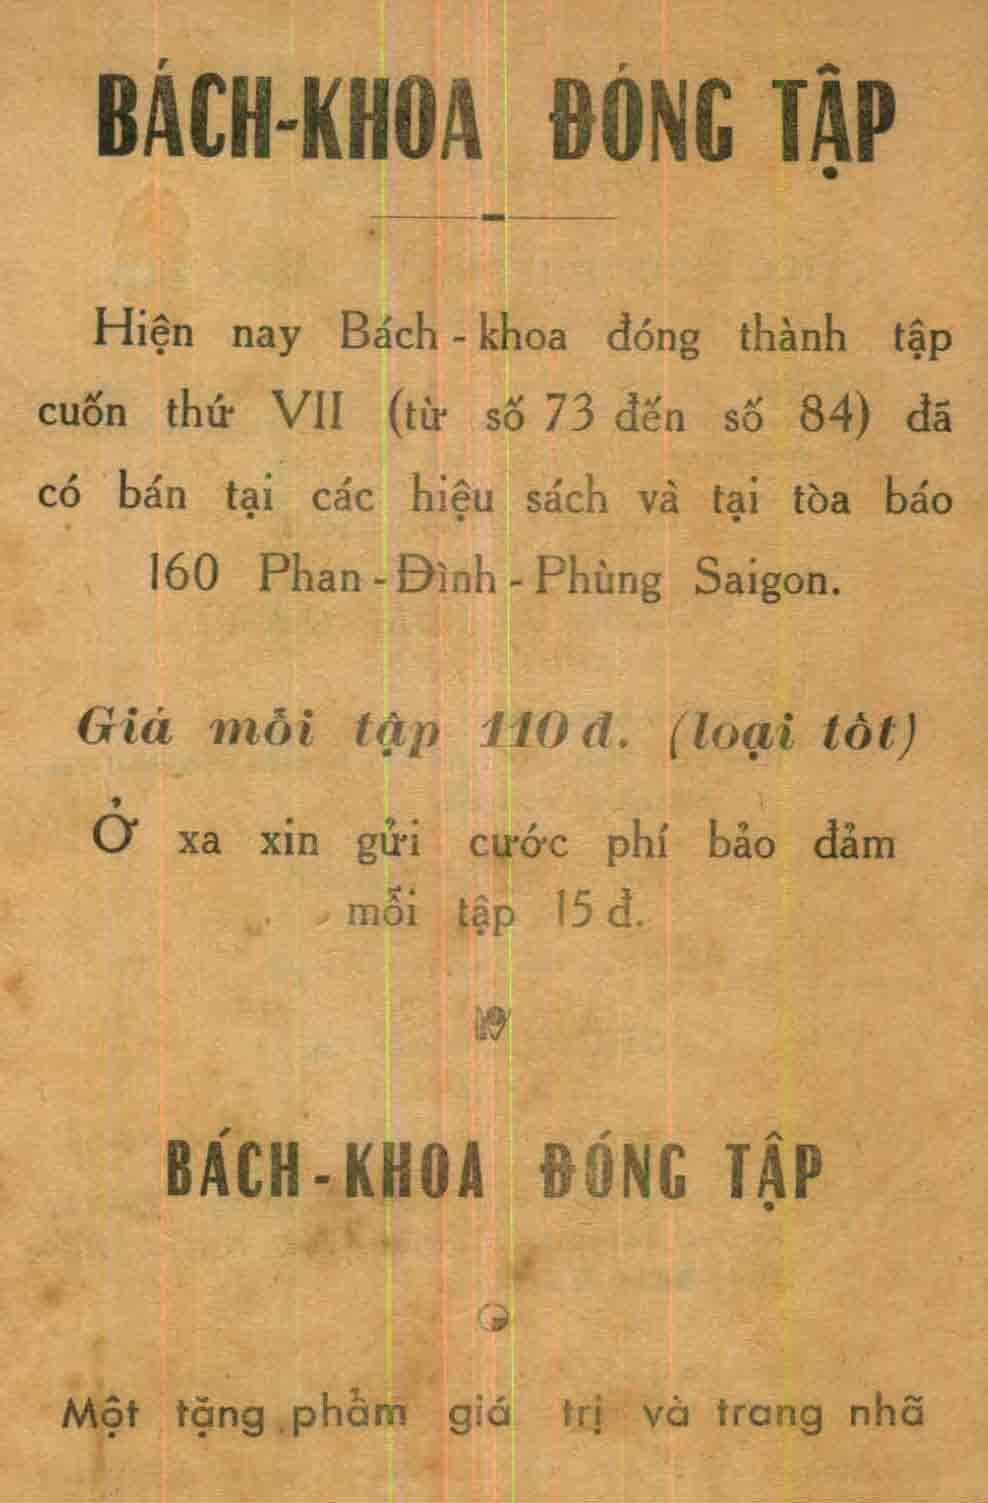 BÁCH-KHOA ĐÓNG TẬP
Hiện nay Bách-khoa đóng thành tập
cuốn thứ VII (từ số 73 đến số 84) đã
có bán tại các hiệu sách và tại tòa báo
160 Phan-Đình-Phùng Saigon.
Giá mỗi tập 110 đ. (loại tốt)
Ở xa xin gửi cước phí bảo đảm
mỗi tập 15 đ.
BÁCH-KHOA ĐÓNG TẬP
Một tặng phẩm giá trị và trang nhã